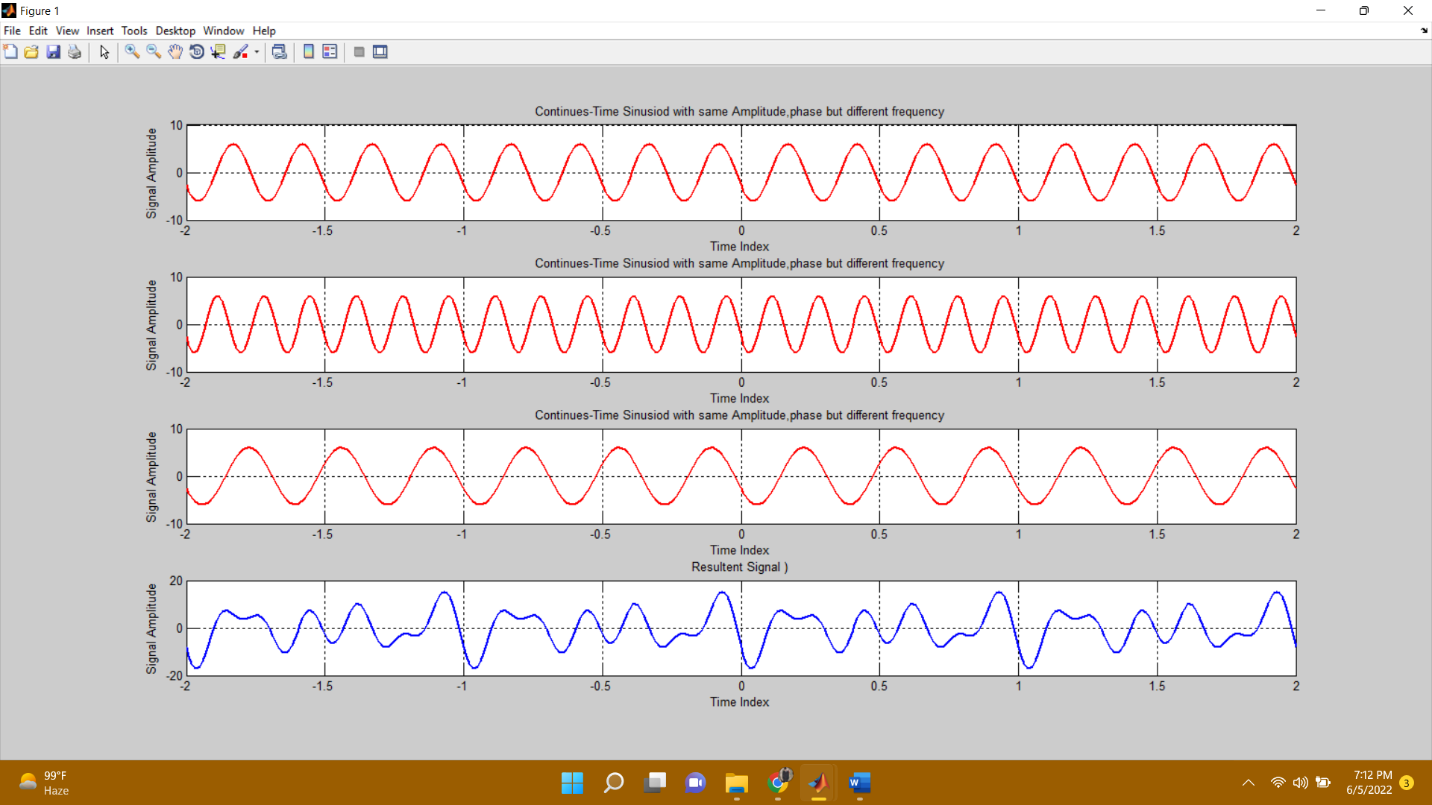 Figure 1
File Edit View Insert Tools Desktop Window Help
Continues-Time Sinusiod with same Amplitude,phase but different frequency
Signal Amplitude
10
0
-10
-2 -1.5 -1 -0.5 0 0.5 1 1.5 2
Time Index
Continues-Time Sinusiod with same Amplitude,phase but different frequency
Signal Amplitude
10
0
-10
-2 -1.5 -1 -0.5 0 0.5 1 1.5 2
Time Index
Continues-Time Sinusiod with same Amplitude,phase but different frequency
Signal Amplitude
10
0
-10
-2 -1.5 -1 -0.5 0 0.5 1 1.5 2
Time Index
Resultent Signal )
Signal Amplitude
20
0
-20
-2 -1.5 -1 -0.5 0 0.5 1 1.5 2
Time Index
99°F
Haze
W
7:12 PM
6/5/2022
3